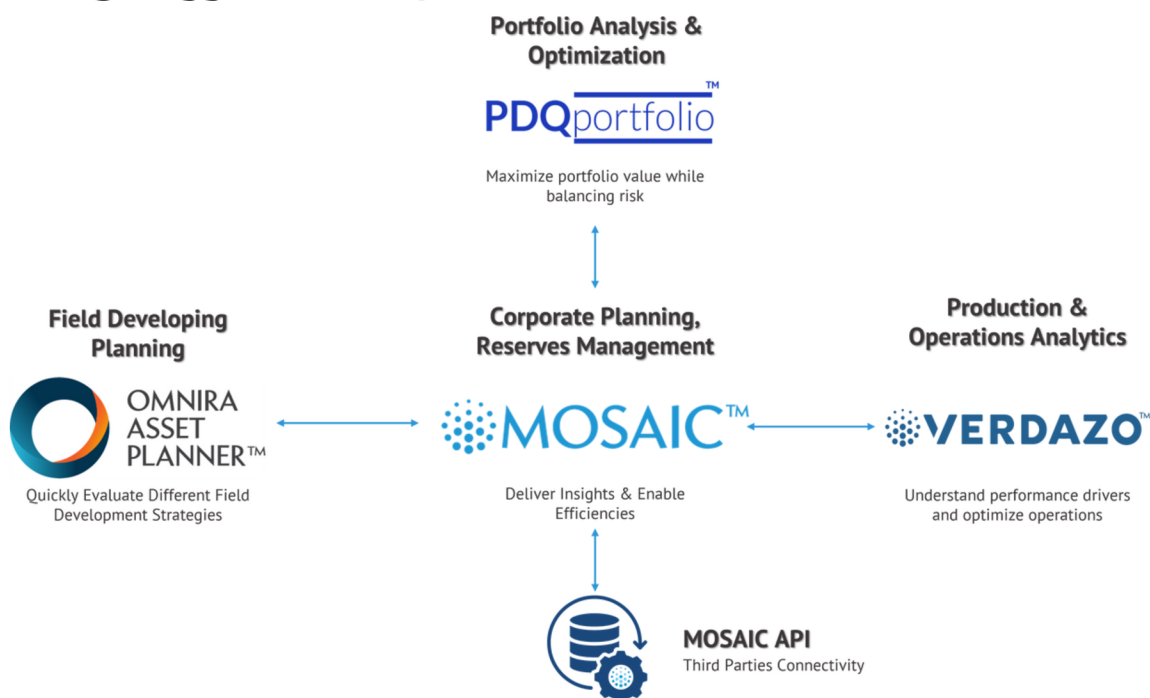 Portfolio Analysis &
Optimization
PDQportfolio™
Maximize portfolio value while
balancing risk
Field Developing
Planning
OMNIRA
ASSET
PLANNER™
Quickly Evaluate Different Field
Development Strategies
Corporate Planning,
Reserves Management
MOSAIC™
Deliver Insights & Enable
Efficiencies
Production &
Operations Analytics
VERDAZO™
Understand performance drivers
and optimize operations
MOSAIC API
Third Parties Connectivity